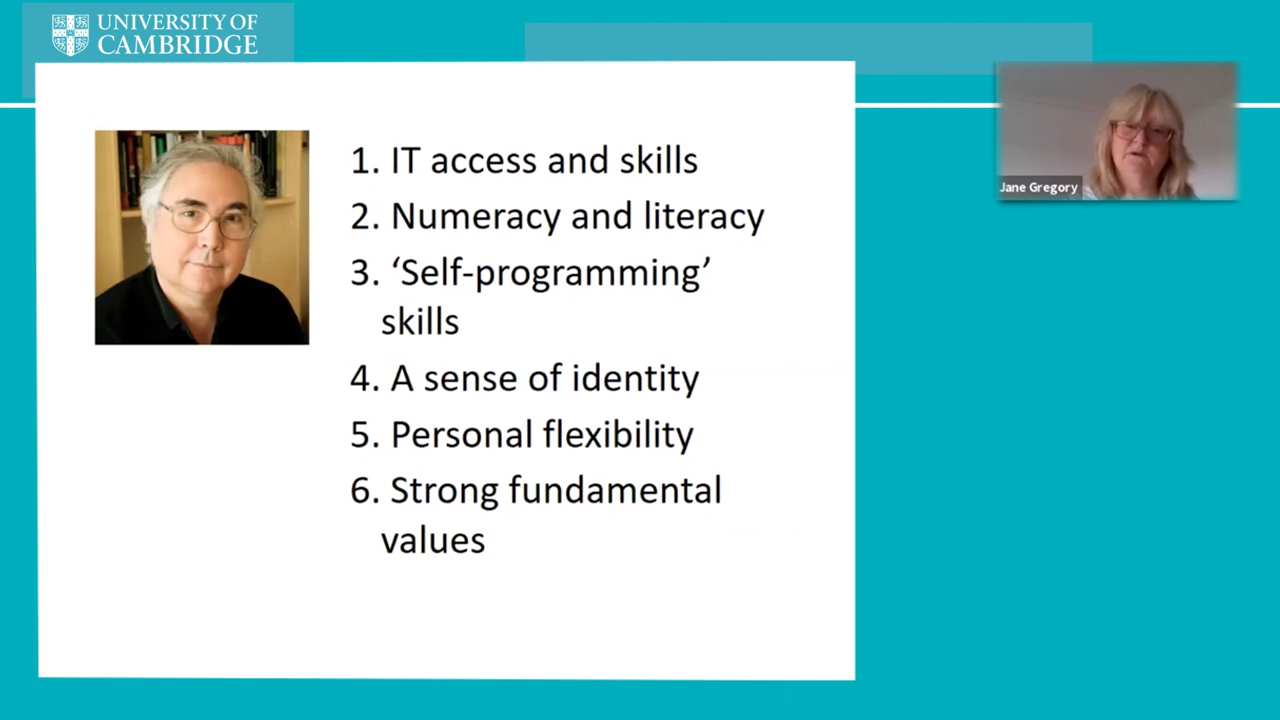 UNIVERSITY OF
CAMBRIDGE
1. IT access and skills
2. Numeracy and literacy
3. ‘Self-programming’
skills
4. A sense of identity
5. Personal flexibility
6. Strong fundamental
values
Jane Gregory